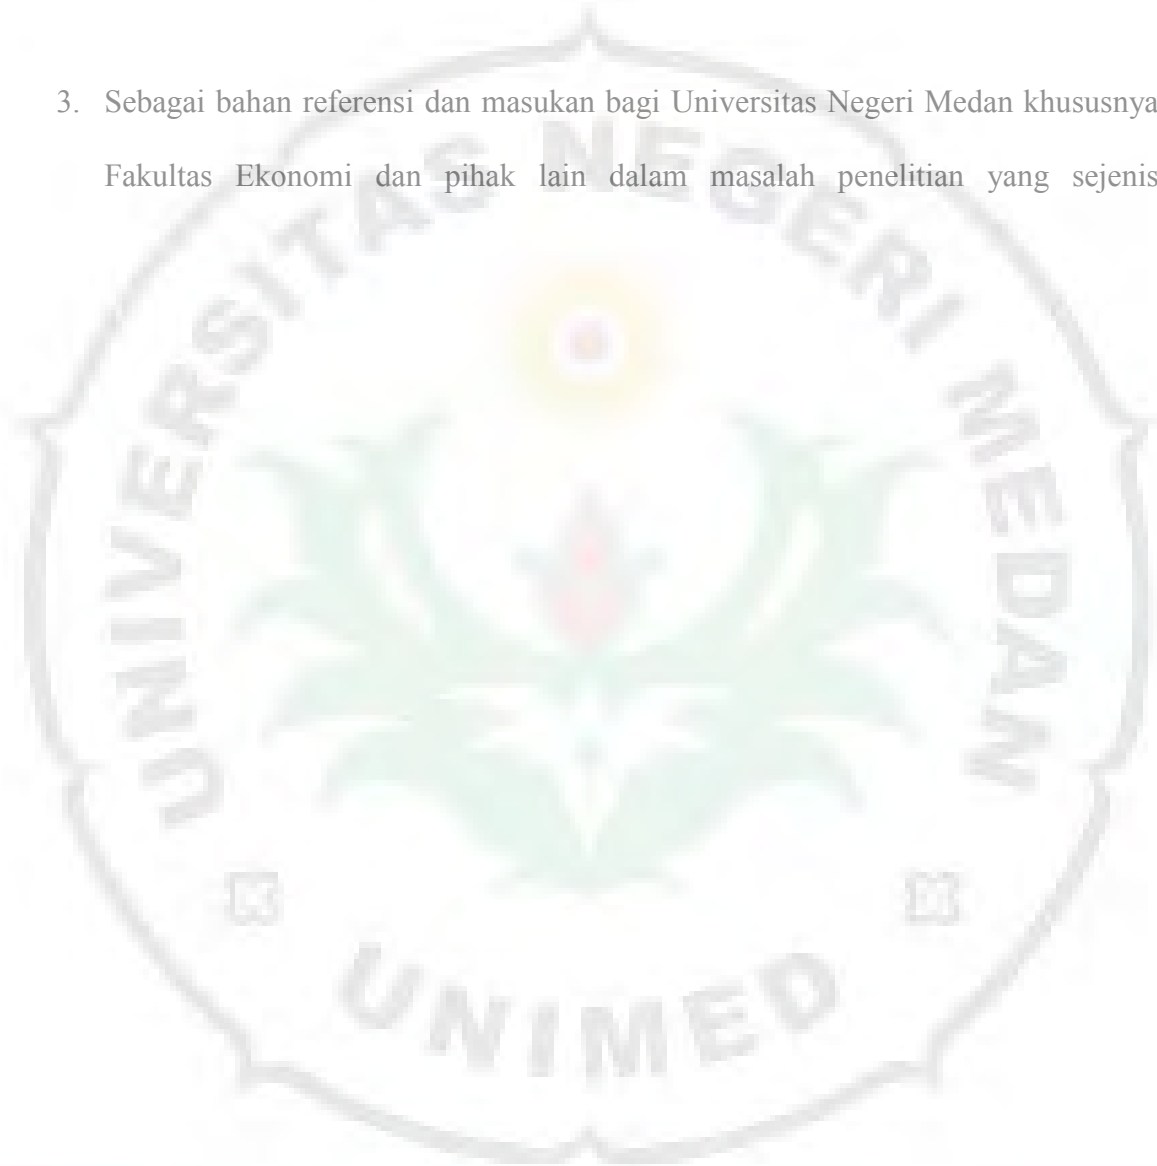 3. Sebagai bahan referensi dan masukan bagi Universitas Negeri Medan khususnya
Fakultas Ekonomi dan pihak lain dalam masalah penelitian yang sejenis
UNIVERSITAS NEGERI MEDAN
UNIMED